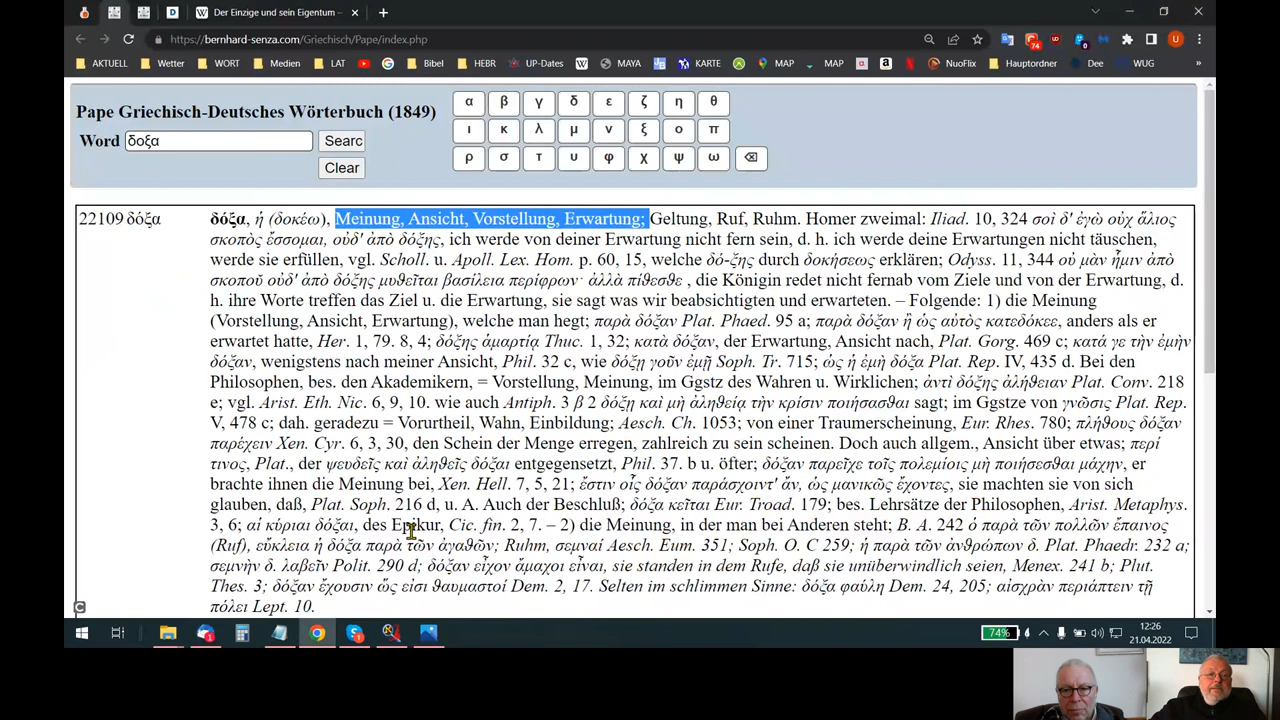 Der Einzige und sein Eigentum –
https://bernhard-senza.com/Griechisch/Pape/index.php
74
0
U
AKTUELL Wetter WORT Medien LAT Bibel HEBR UP-Dates MAYA KARTE MAP MAP a a NuoFlix Hauptordner Dee WUG »
Pape Griechisch-Deutsches Wörterbuch (1849)
Word δοξα Searc
Clear
α β γ δ ε ζ η θ
ι κ λ μ ν ξ ο π
ρ σ τ υ φ χ ψ ω ⌫
22109 δόξα
δόξα, ἡ (δοκέω), Meinung, Ansicht, Vorstellung, Erwartung; Geltung, Ruf, Ruhm. Homer zweimal: Iliad. 10, 324 σοὶ δ' ἐγὼ οὐχ ἅλιος
σκοπὸς ἔσσομαι, οὐδ' ἀπὸ δόξης, ich werde von deiner Erwartung nicht fern sein, d. h. ich werde deine Erwartungen nicht täuschen,
werde sie erfüllen, vgl. Scholl. u. Apoll. Lex. Hom. p. 60, 15, welche δό-ξης durch δοκήσεως erklären; Odyss. 11, 344 οὐ μὰν ἧμιν ἀπὸ
σκοποῦ οὐδ' ἀπὸ δόξης μυθεῖται βασίλεια περίφρων· ἀλλὰ πίθεσθε , die Königin redet nicht fernab vom Ziele und von der Erwartung, d.
h. ihre Worte treffen das Ziel u. die Erwartung, sie sagt was wir beabsichtigten und erwarteten. – Folgende: 1) die Meinung
(Vorstellung, Ansicht, Erwartung), welche man hegt; παρὰ δόξαν Plat. Phaed. 95 a; παρὰ δόξαν ἢ ὡς αὐτὸς κατεδόκεε, anders als er
erwartet hatte, Her. 1, 79. 8, 4; δόξης ἁμαρτία Thuc. 1, 32; κατὰ δόξαν, der Erwartung, Ansicht nach, Plat. Gorg. 469 c; κατά γε τὴν ἐμὴν
δόξαν, wenigstens nach meiner Ansicht, Phil. 32 c, wie δόξῃ γοῦν ἐμῇ Soph. Tr. 715; ὡς ἡ ἐμὴ δόξα Plat. Rep. IV, 435 d. Bei den
Philosophen, bes. den Akademikern, = Vorstellung, Meinung, im Ggstz des Wahren u. Wirklichen; ἀντὶ δόξης ἀλήθειαν Plat. Conv. 218
e; vgl. Arist. Eth. Nic. 6, 9, 10. wie auch Antiph. 3 β 2 δόξῃ καὶ μὴ ἀληθείᾳ τὴν κρίσιν ποιήσασθαι sagt; im Ggstze von γνῶσις Plat. Rep.
V, 478 c; dah. geradezu = Vorurtheil, Wahn, Einbildung; Aesch. Ch. 1053; von einer Traumerscheinung, Eur. Rhes. 780; πλήθους δόξαν
παρέχειν Xen. Cyr. 6, 3, 30, den Schein der Menge erregen, zahlreich zu sein scheinen. Doch auch allgem., Ansicht über etwas; περί
τινος, Plat., der ψευδεῖς καὶ ἀληθεῖς δόξαι entgegensetzt, Phil. 37. b u. öfter; δόξαν παρεῖχε τοῖς πολεμίοις μὴ ποιήσεσθαι μάχην, er
brachte ihnen die Meinung bei, Xen. Hell. 7, 5, 21; ἔστιν οἷς δόξαν παράσχοιντ' ἄν, ὡς μανικῶς ἔχοντες, sie machten sie von sich
glauben, daß, Plat. Soph. 216 d, u. A. Auch der Beschluß; δόξα κεῖται Eur. Troad. 179; bes. Lehrsätze der Philosophen, Arist. Metaphys.
3, 6; αἱ κύριαι δόξαι, des Epikur, Cic. fin. 2, 7. – 2) die Meinung, in der man bei Anderen steht; B. A. 242 ὁ παρὰ τῶν πολλῶν ἔπαινος
(Ruf), εὔκλεια ἡ δόξα παρὰ τῶν ἀγαθῶν; Ruhm, σεμναί Aesch. Eum. 351; Soph. O. C 259; ἡ παρὰ τῶν ἀνθρώπων δ. Plat. Phaedr. 232 a;
σεμνὴν δ. λαβεῖν Polit. 290 d; δόξαν εἶχον ἄμαχοι εἶναι, sie standen in dem Rufe, daß sie unüberwindlich seien, Menex. 241 b; Plut.
Thes. 3; δόξαν ἔχουσιν ὥς εἰσι θαυμαστοί Dem. 2, 17. Selten im schlimmen Sinne: δόξα φαύλη Dem. 24, 205; αἰσχρὰν περιάπτειν τῇ
πόλει Lept. 10.
74% 12:26
21.04.2022